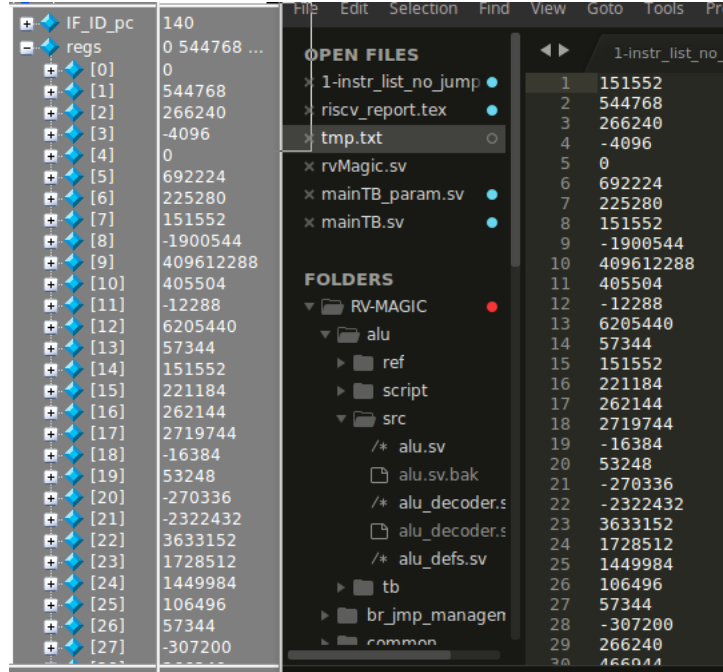 IF_ID_pc 140
regs 0 544768 ...
[0] 0
[1] 544768
[2] 266240
[3] -4096
[4] 0
[5] 692224
[6] 225280
[7] 151552
[8] -1900544
[9] 409612288
[10] 405504
[11] -12288
[12] 6205440
[13] 57344
[14] 151552
[15] 221184
[16] 262144
[17] 2719744
[18] -16384
[19] 53248
[20] -270336
[21] -2322432
[22] 3633152
[23] 1728512
[24] 1449984
[25] 106496
[26] 57344
[27] -307200
File Edit Selection Find View Goto Tools Pr
OPEN FILES
1-instr_list_no_jump
riscv_report.tex
tmp.txt
rvMagic.sv
mainTB_param.sv
mainTB.sv
FOLDERS
RV-MAGIC
alu
ref
script
src
/* alu.sv
alu.sv.bak
/* alu_decoder.s
alu_decoder.s
/* alu_defs.sv
tb
br_jmp_managem
common
1-instr_list_no_
1 151552
2 544768
3 266240
4 -4096
5 0
6 692224
7 225280
8 151552
9 -1900544
10 409612288
11 405504
12 -12288
13 6205440
14 57344
15 151552
16 221184
17 262144
18 2719744
19 -16384
20 53248
21 -270336
22 -2322432
23 3633152
24 1728512
25 1449984
26 106496
27 57344
28 -307200
29 266240
30 466944